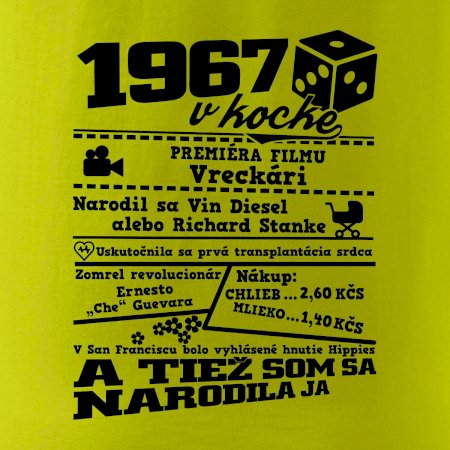 1967
v kocke
PREMIÉRA FILMU
Vreckári
Narodil sa Vin Diesel
alebo Richard Stanke
Uskutočnila sa prvá transplantácia srdca
Zomrel revolucionár
Ernesto
„Che“ Guevara
Nákup:
CHLIEB...2,60 KČS
MLIEKO...1,40 KČS
V San Franciscu bolo vyhlásené hnutie Hippies
A TIEŽ SOM SA
NARODILA JA